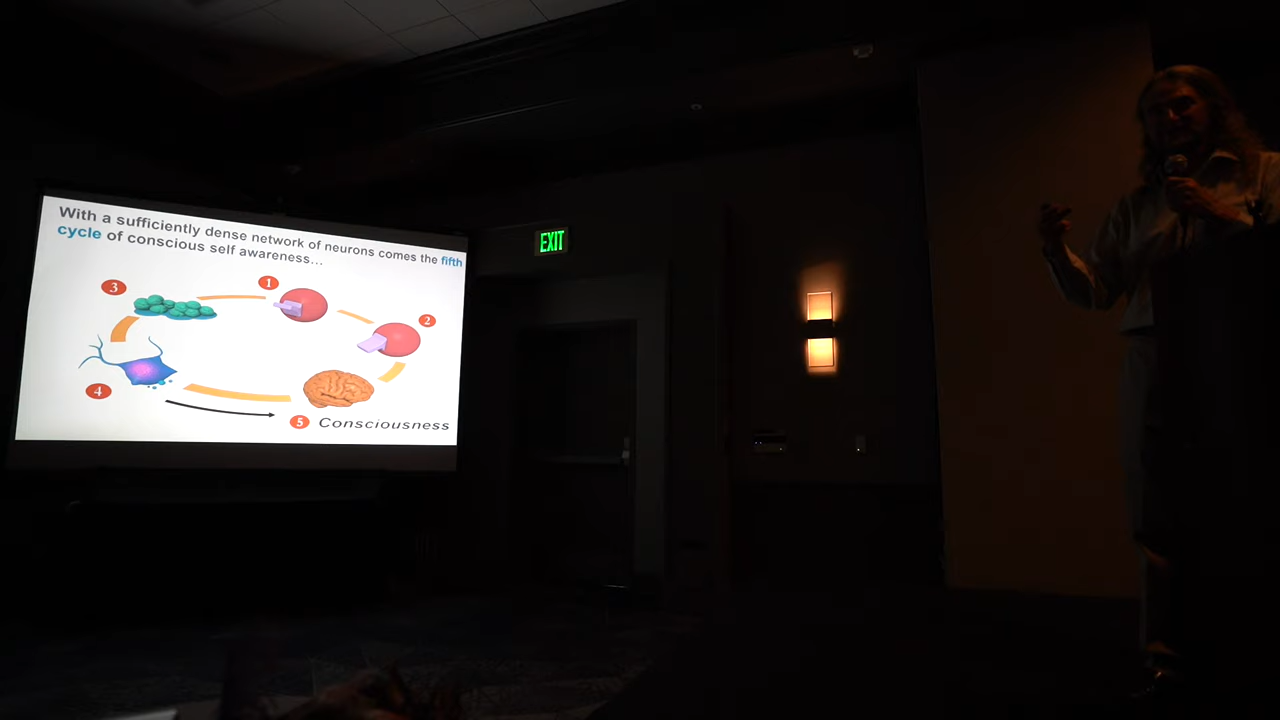 With a sufficiently dense network of neurons comes the fifth
cycle of conscious self awareness...
3
1
2
4
5 Consciousness
EXIT